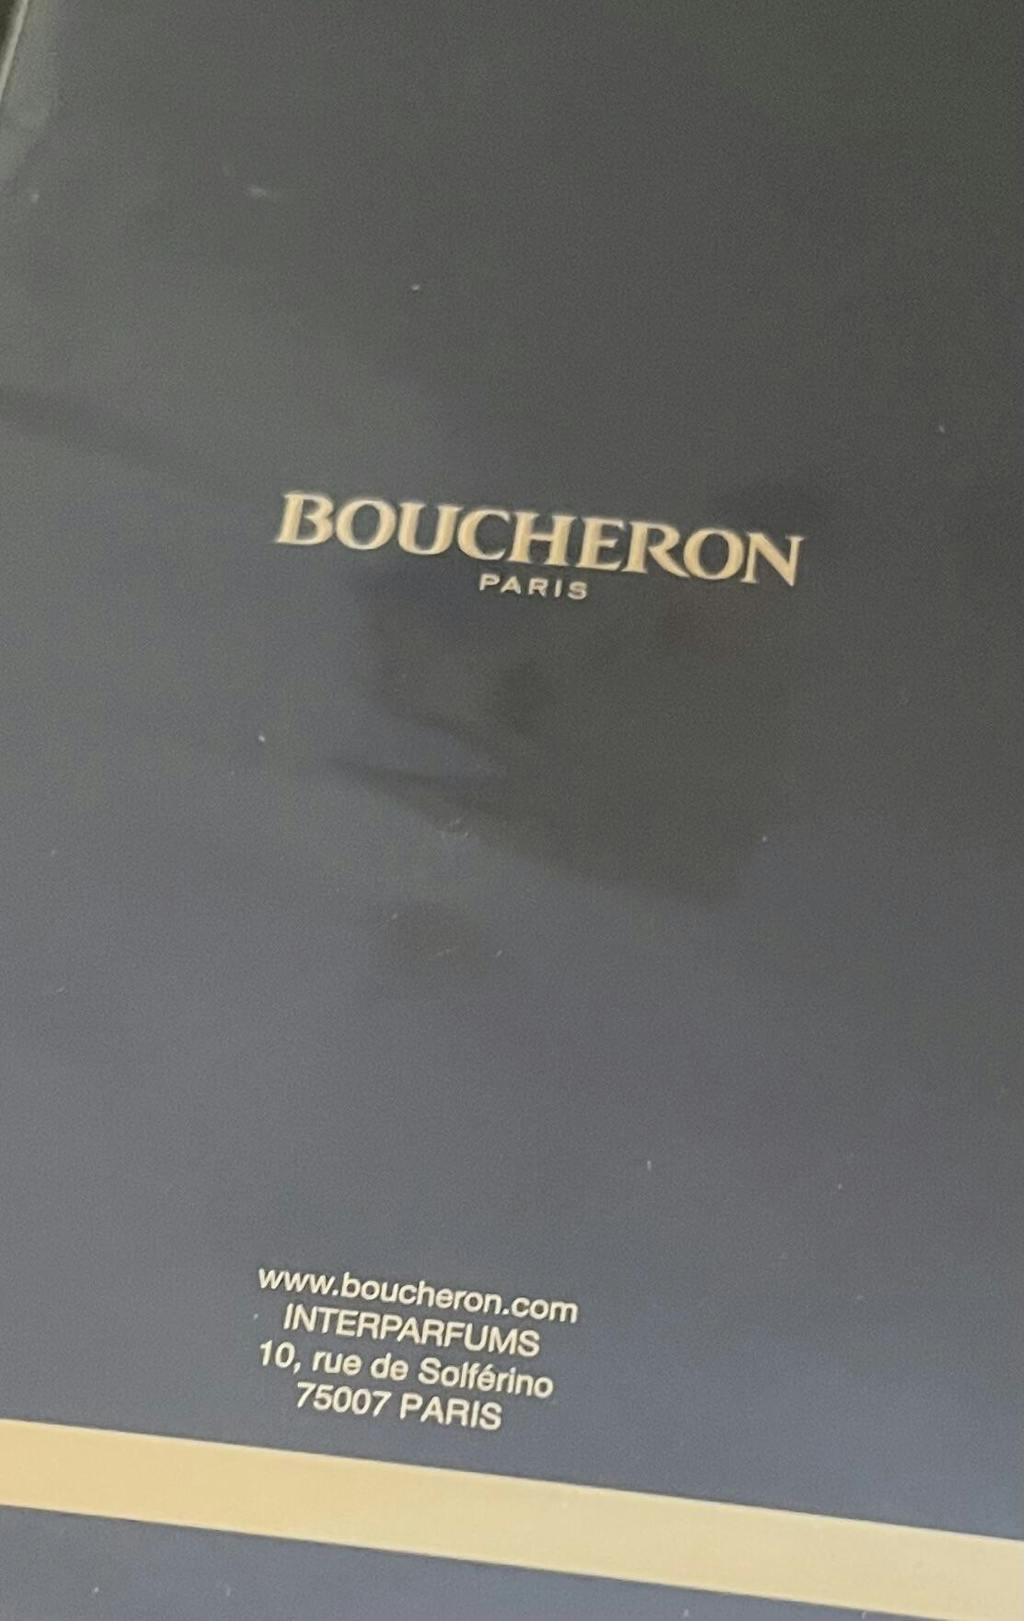 BOUCHERON
PARIS
www.boucheron.com
INTERPARFUMS
10, rue de Solférino
75007 PARIS